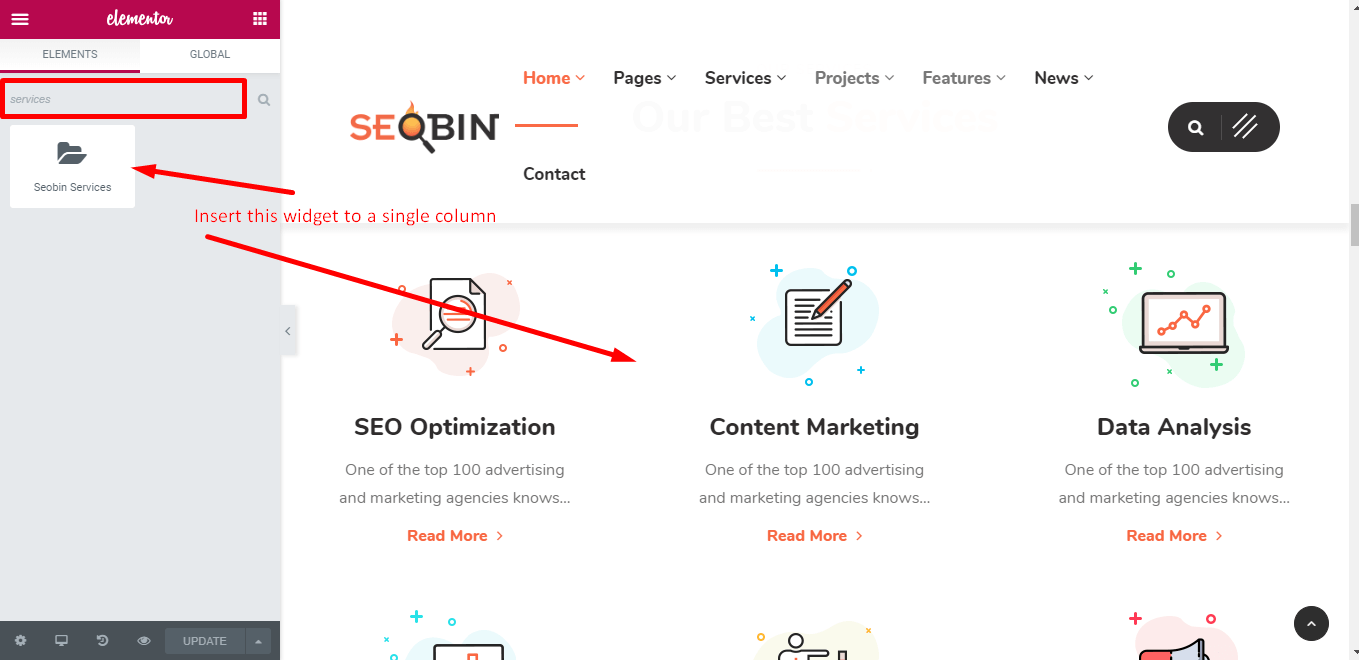 elementor
ELEMENTS GLOBAL
services
Seobin Services
Insert this widget to a single column
UPDATE
SEOBIN
Home Pages Services Projects Features News
Our Best Services
Contact
SEO Optimization
One of the top 100 advertising
and marketing agencies knows...
Read More
Content Marketing
One of the top 100 advertising
and marketing agencies knows...
Read More
Data Analysis
One of the top 100 advertising
and marketing agencies knows...
Read More